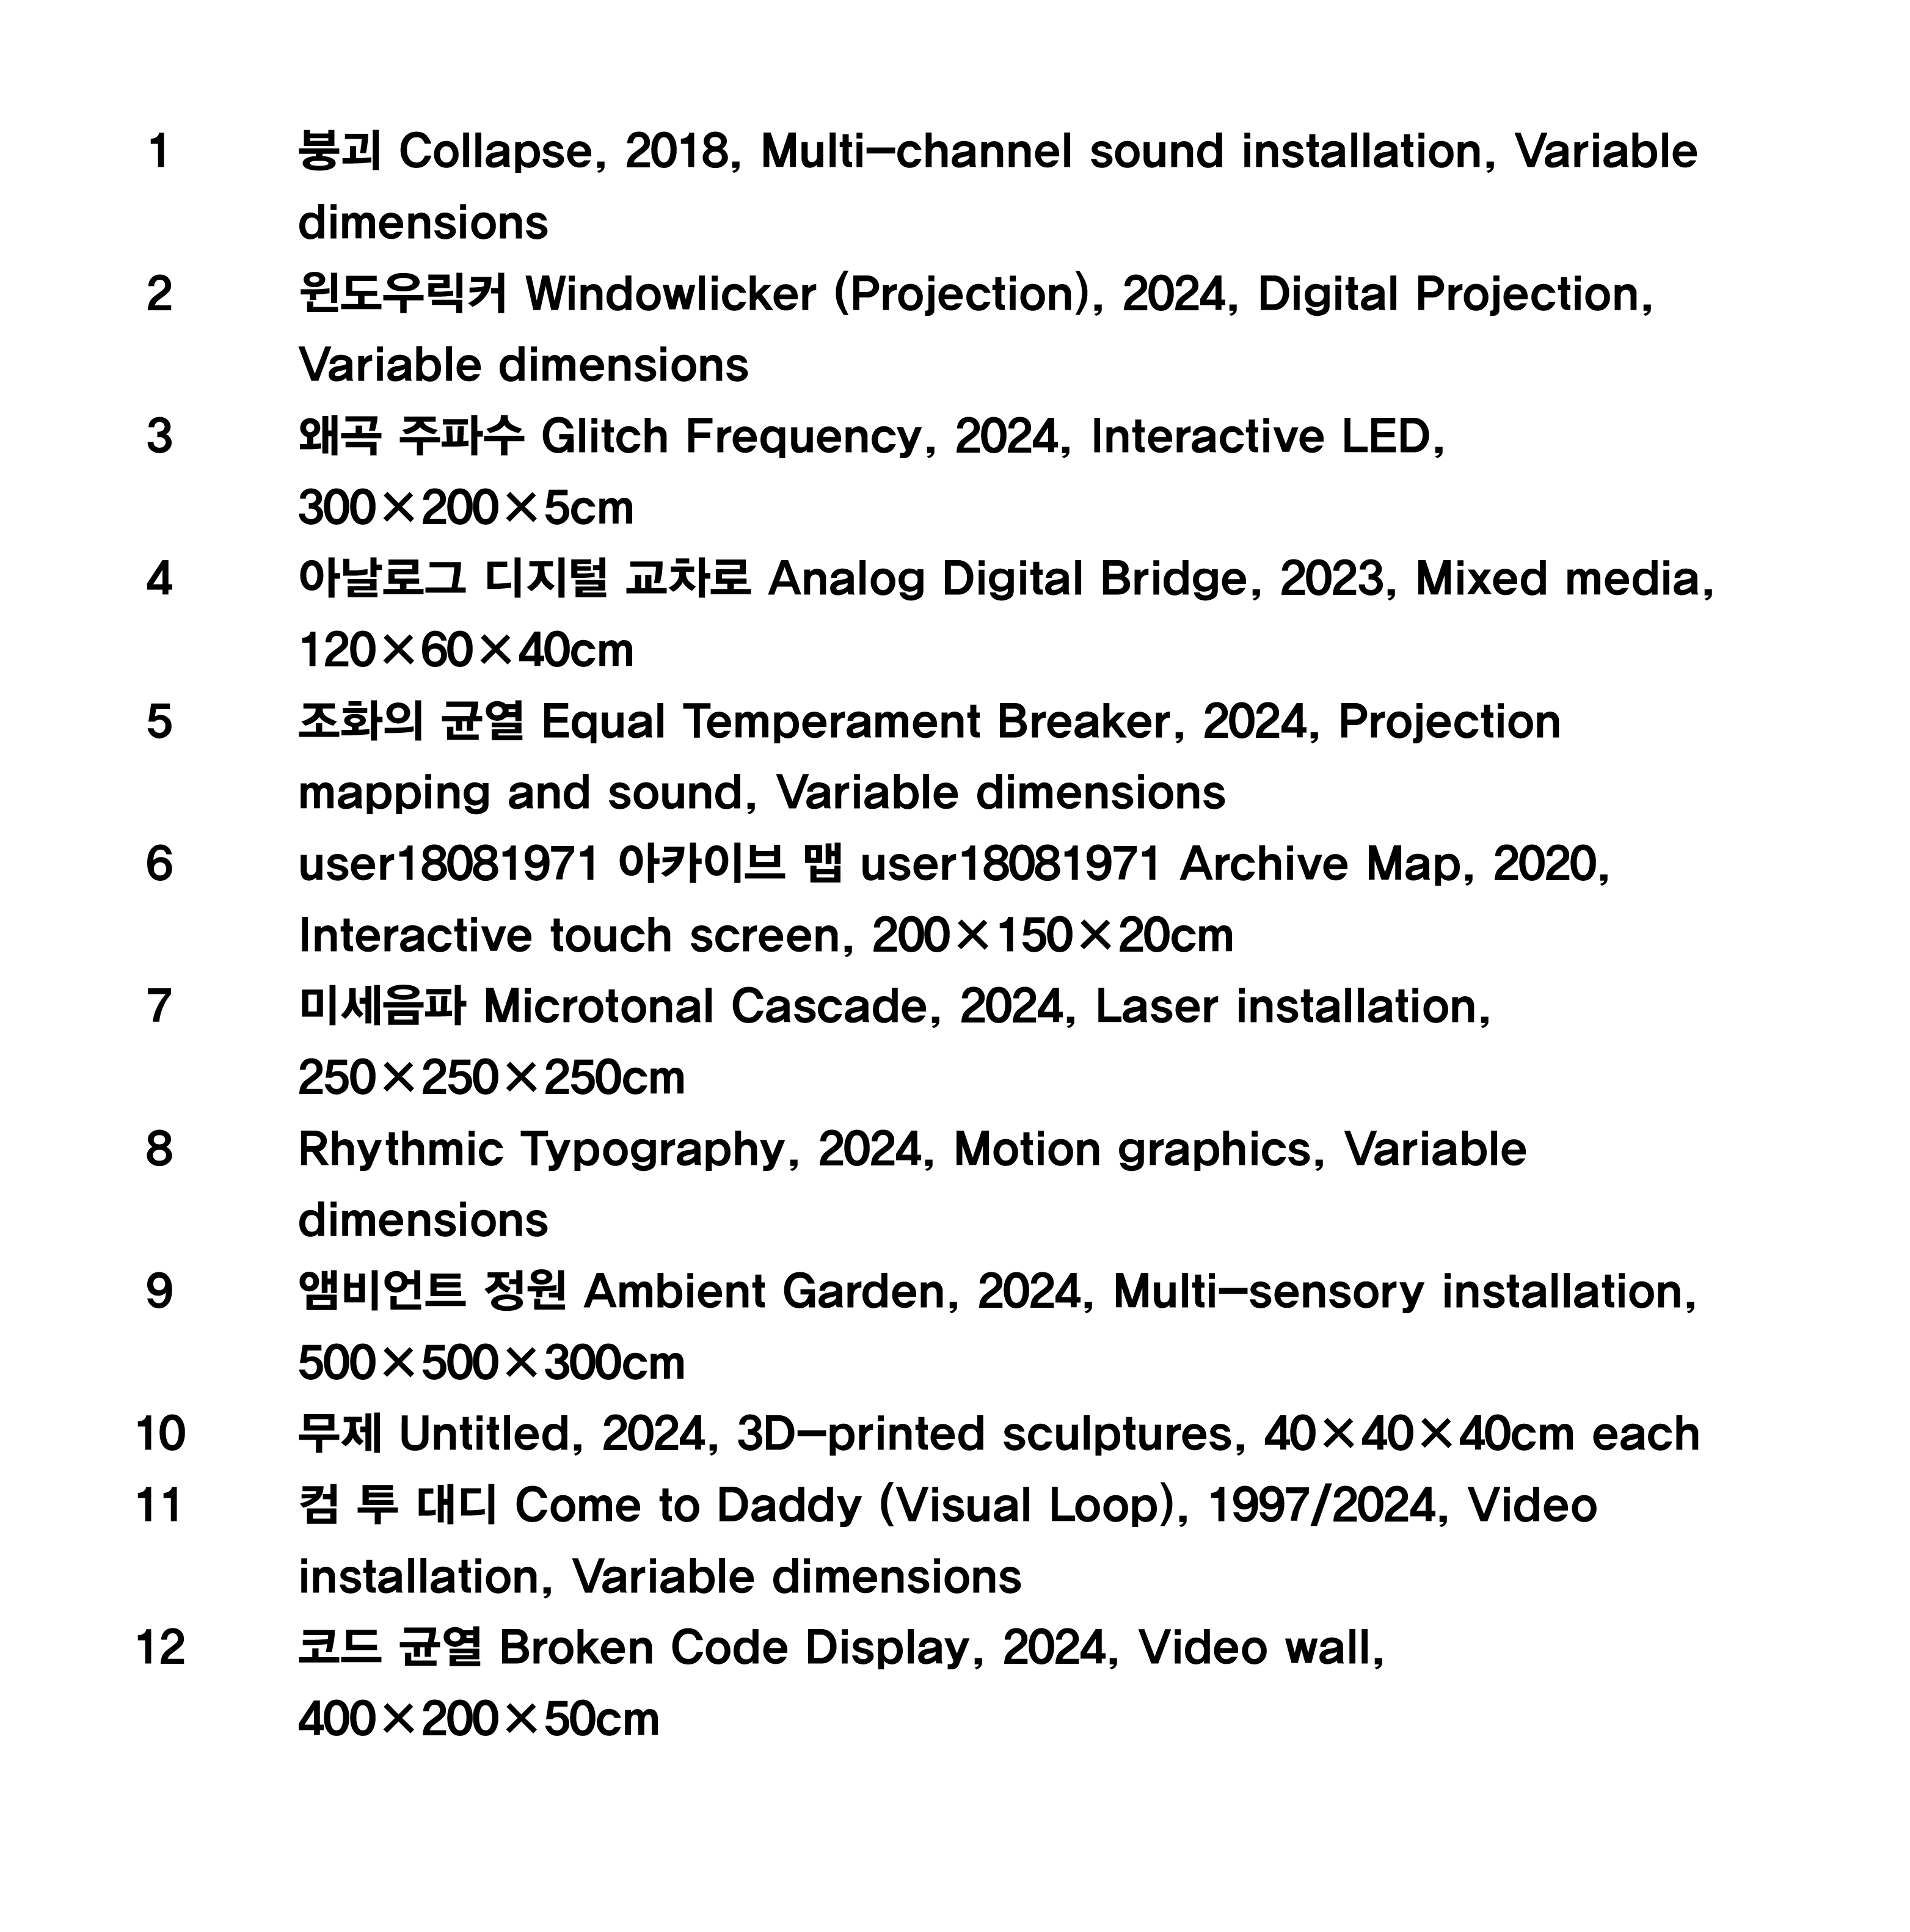 1 붕괴 Collapse, 2018, Multi–channel sound installation, Variable
dimensions
2 윈도우릭커 Windowlicker (Projection), 2024, Digital Projection,
Variable dimensions
3 왜곡 주파수 Glitch Frequency, 2024, Interactive LED,
300×200×5cm
4 아날로그 디지털 교차로 Analog Digital Bridge, 2023, Mixed media,
120×60×40cm
5 조화의 균열 Equal Temperament Breaker, 2024, Projection
mapping and sound, Variable dimensions
6 user18081971 아카이브 맵 user18081971 Archive Map, 2020,
Interactive touch screen, 200×150×20cm
7 미세음파 Microtonal Cascade, 2024, Laser installation,
250×250×250cm
8 Rhythmic Typography, 2024, Motion graphics, Variable
dimensions
9 앰비언트 정원 Ambient Garden, 2024, Multi–sensory installation,
500×500×300cm
10 무제 Untitled, 2024, 3D–printed sculptures, 40×40×40cm each
11 컴 투 대디 Come to Daddy (Visual Loop), 1997/2024, Video
installation, Variable dimensions
12 코드 균열 Broken Code Display, 2024, Video wall,
400×200×50cm